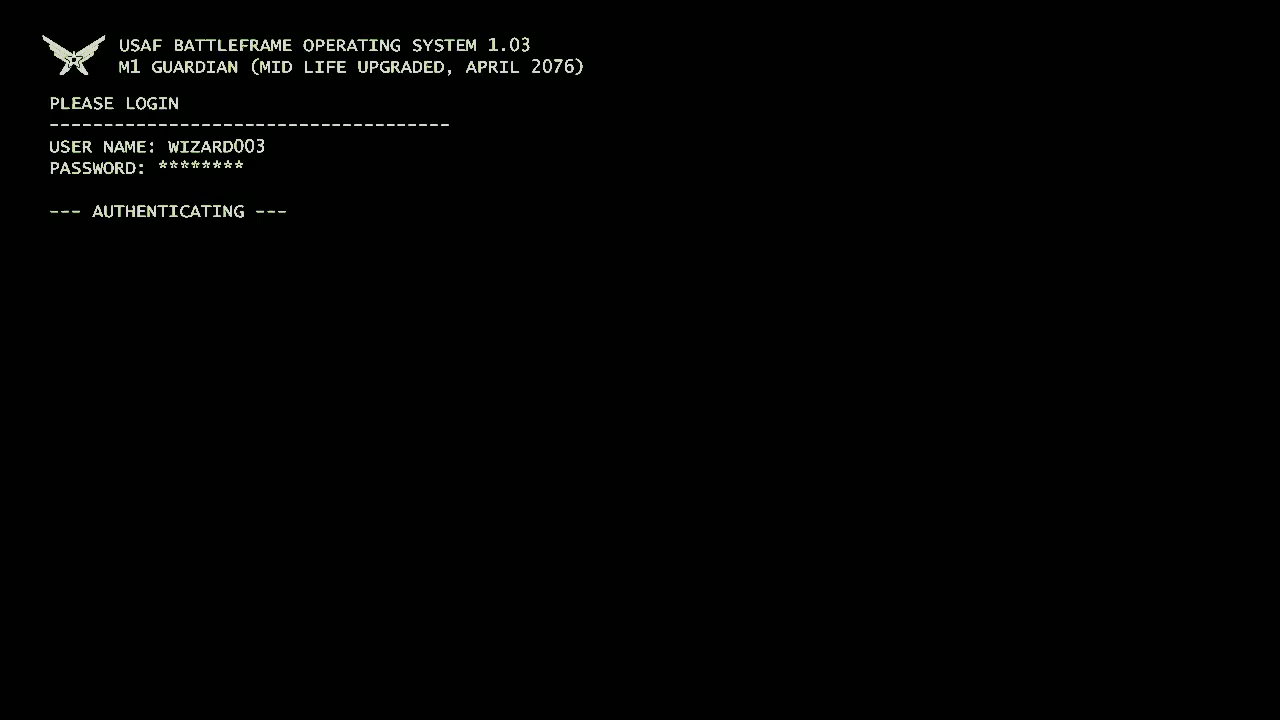 USAF BATTLEFRAME OPERATING SYSTEM 1.03
M1 GUARDIAN (MID LIFE UPGRADED, APRIL 2076)
PLEASE LOGIN
-------------------------------------
USER NAME: WIZARD003
PASSWORD: ********
--- AUTHENTICATING ---